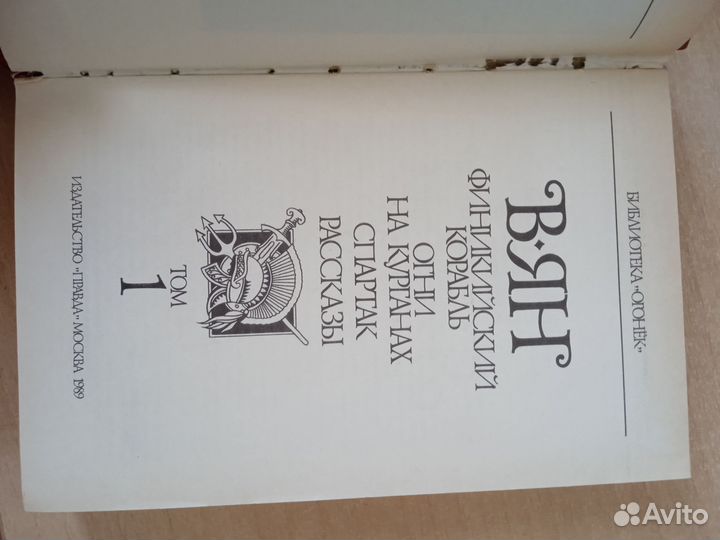 БИБЛИОТЕКА «ОГОНЁК»
В·ЯН
ФИНИКИЙСКИЙ
КОРАБЛЬ
ОГНИ
НА КУРГАНАХ
СПАРТАК
РАССКАЗЫ
ТОМ
1
ИЗДАТЕЛЬСТВО «ПРАВДА» МОСКВА 1989
Avito